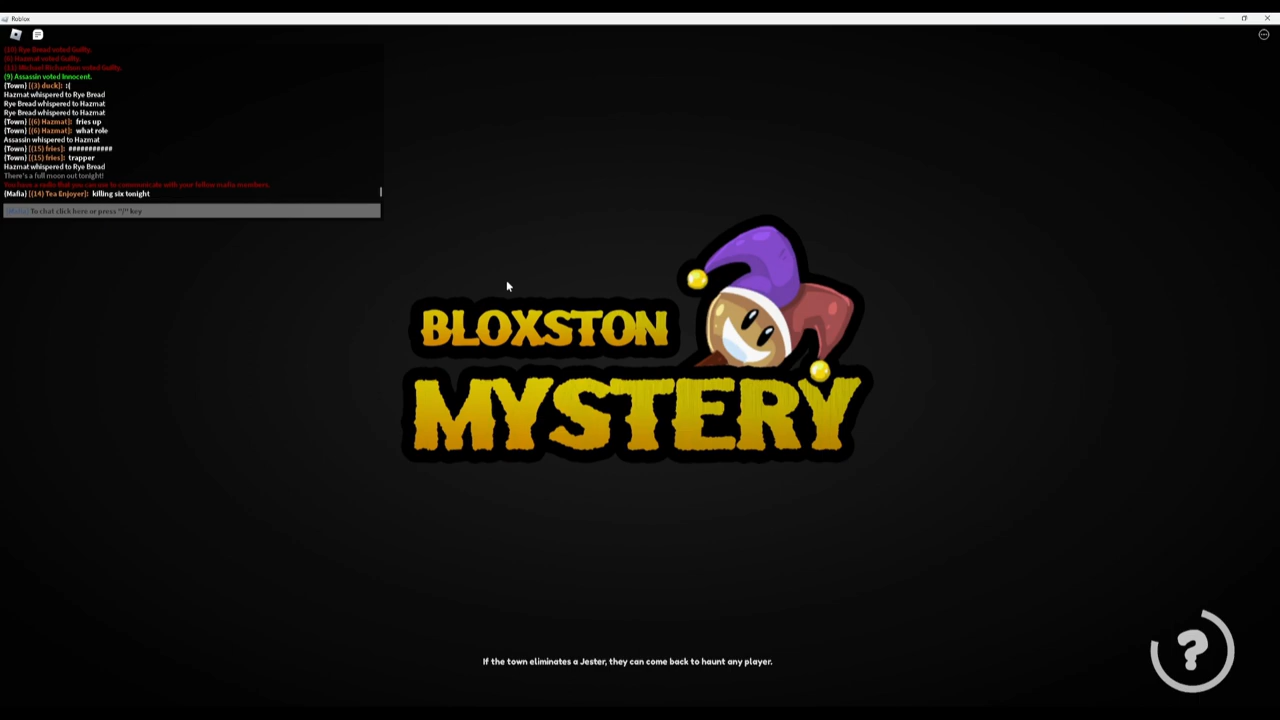 Roblox
(10) Rye Bread voted Guilty.
(6) Hazmat voted Guilty.
(11) Michael Richardson voted Guilty.
(9) Assassin voted Innocent.
{Town} [(3) duck]: :(
Hazmat whispered to Rye Bread
Rye Bread whispered to Hazmat
Rye Bread whispered to Hazmat
{Town} [(6) Hazmat]: fries up
{Town} [(6) Hazmat]: what role
Assassin whispered to Hazmat
{Town} [(15) fries]: ###########
{Town} [(15) fries]: trapper
Hazmat whispered to Rye Bread
There's a full moon out tonight!
You have a radio that you can use to communicate with your fellow mafia members.
{Mafia} [(14) Tea Enjoyer]: killing six tonight
[Mafia] To chat click here or press "/" key
BLOXSTON
MYSTERY
If the town eliminates a Jester, they can come back to haunt any player.
?